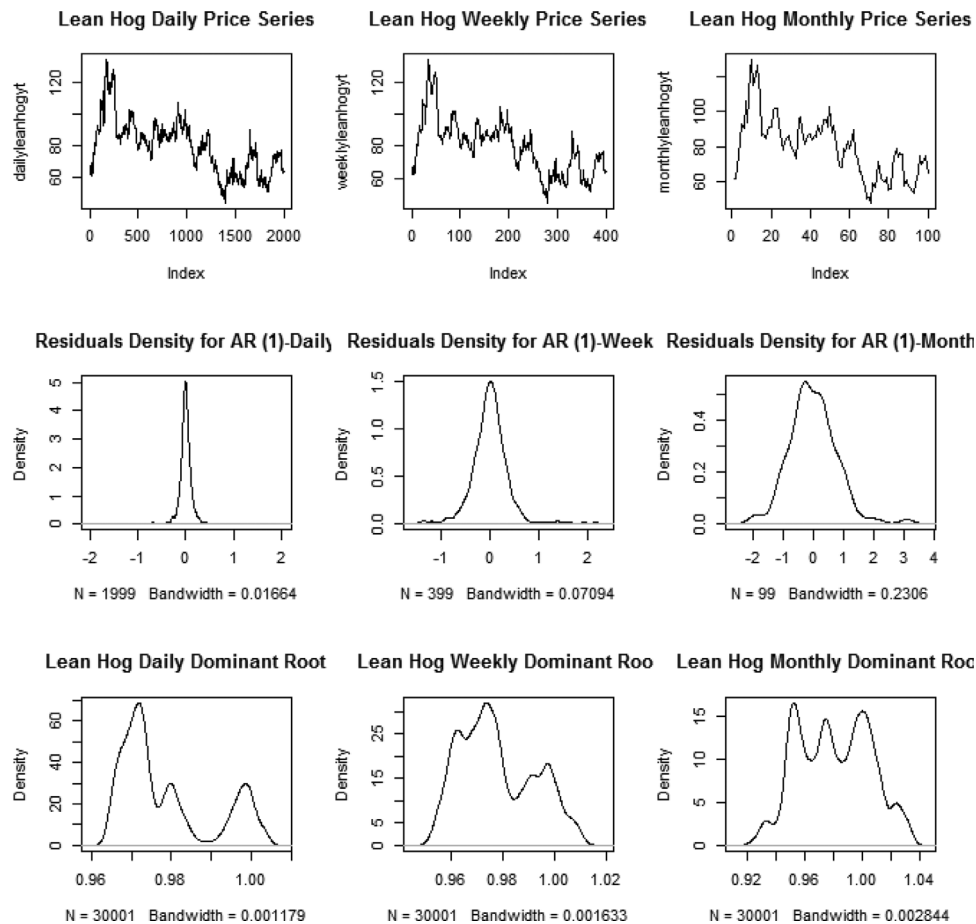 Lean Hog Daily Price Series
Lean Hog Weekly Price Series
Lean Hog Monthly Price Series
dailyleanhogyt
60 80 120
0 500 1000 2000
Index
weeklyleanhogyt
60 80 120
0 100 200 300 400
Index
monthlyleanhogyt
60 80 100
0 20 40 60 80 100
Index
Residuals Density for AR (1)-Daily
Residuals Density for AR (1)-Week
Residuals Density for AR (1)-Month
Density
0 1 2 3 4 5
-2 -1 0 1 2
N = 1999 Bandwidth = 0.01664
Density
0.0 0.5 1.0 1.5
-1 0 1 2
N = 399 Bandwidth = 0.07094
Density
0.0 0.2 0.4
-2 -1 0 1 2 3 4
N = 99 Bandwidth = 0.2306
Lean Hog Daily Dominant Root
Lean Hog Weekly Dominant Roo
Lean Hog Monthly Dominant Roo
Density
0 20 40 60
0.96 0.98 1.00
N = 30001 Bandwidth = 0.001179
Density
0 5 15 25
0.96 0.98 1.00 1.02
N = 30001 Bandwidth = 0.001633
Density
0 5 10 15
0.92 0.96 1.00 1.04
N = 30001 Bandwidth = 0.002844